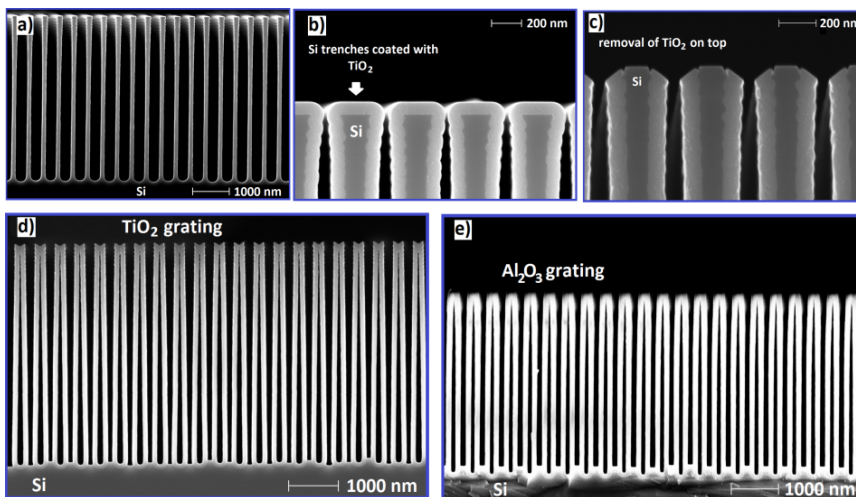 a)
Si
1000 nm
b)
200 nm
Si trenches coated with
TiO₂
Si
c)
200 nm
removal of TiO₂ on top
Si
d)
TiO₂ grating
Si
1000 nm
e)
Al₂O₃ grating
Si
1000 nm